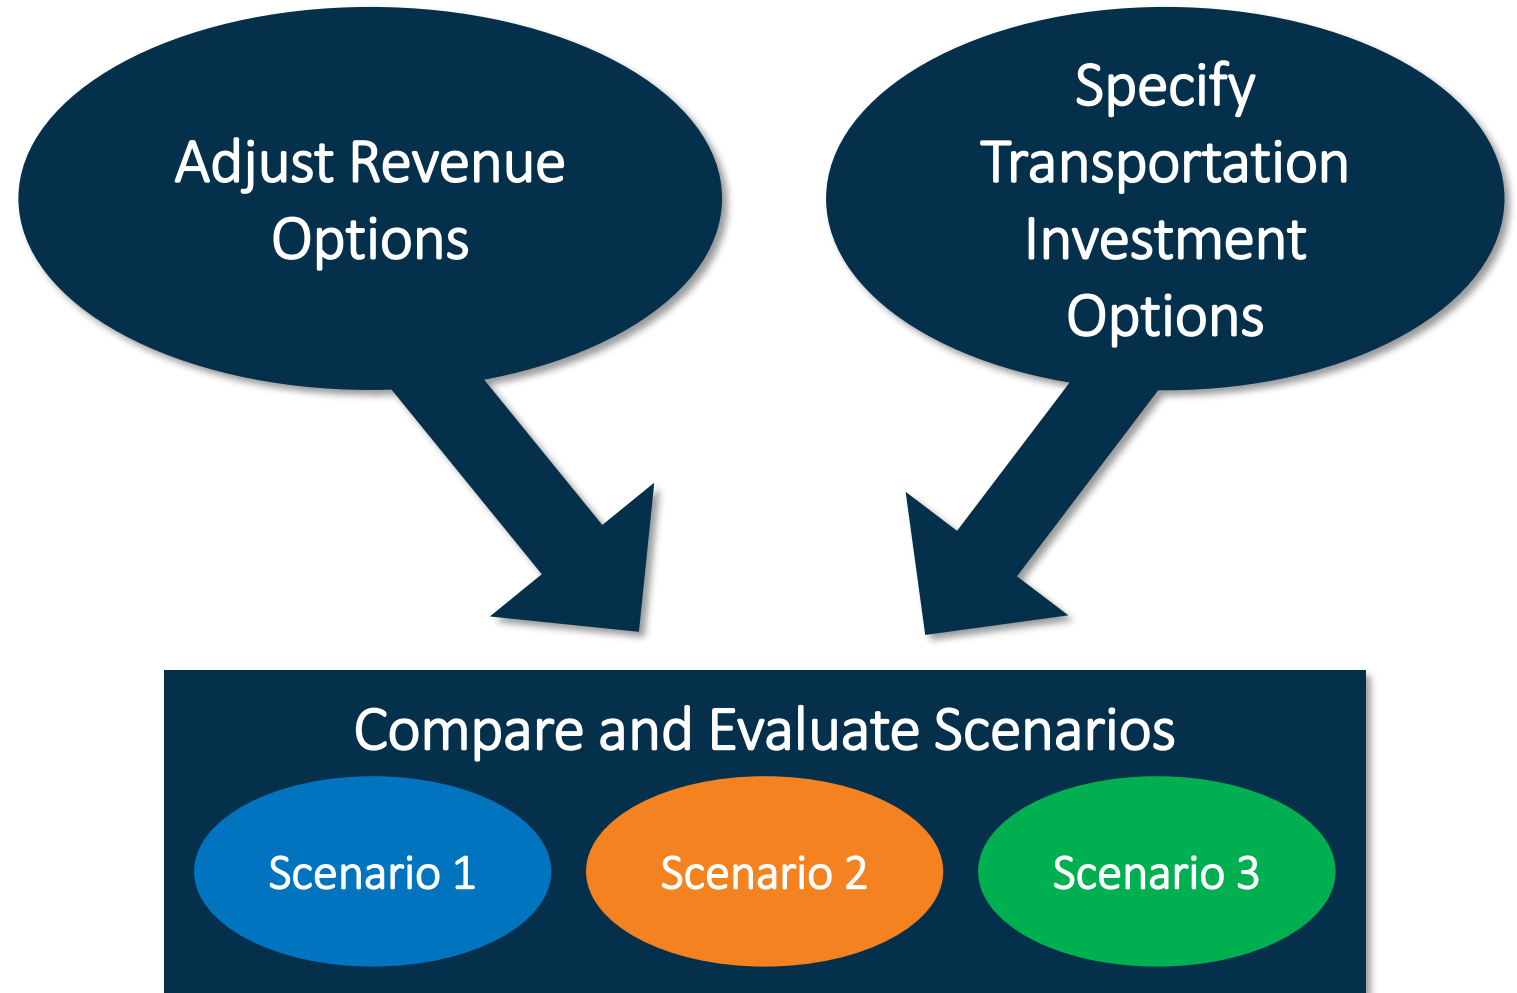 Adjust Revenue
Options
Specify
Transportation
Investment
Options
Compare and Evaluate Scenarios
Scenario 1
Scenario 2
Scenario 3